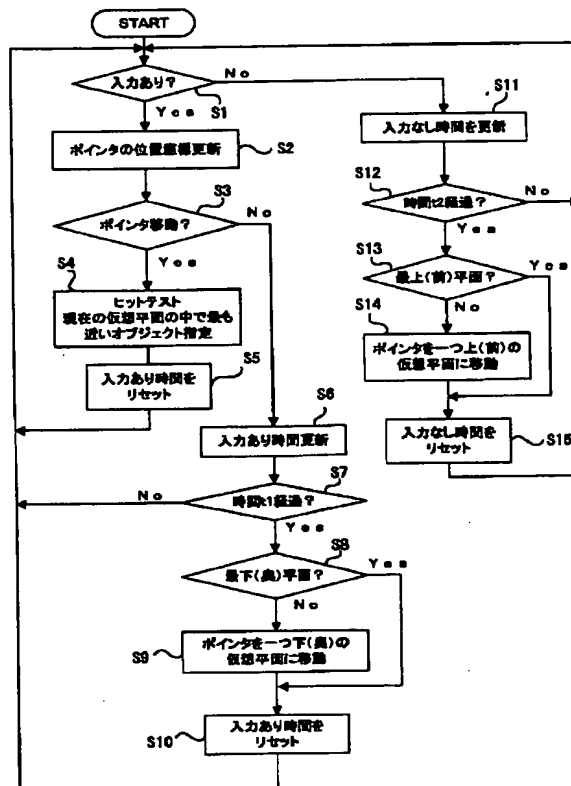 START
入力あり?
No
S1
Yes
ポインタの位置座標更新
S2
S3
ポインタ移動?
No
Yes
S4
ヒットテスト
現在の仮想平面の中で最も
近いオブジェクト指定
S5
入力あり時間を
リセット
S6
入力あり時間更新
S7
No
時間t1経過?
Yes
S8
最下(奥)平面?
Yes
No
ポインタを一つ下(奥)の
仮想平面に移動
S9
入力あり時間を
リセット
S10
S11
入力なし時間を更新
S12
時間t2経過?
No
Yes
S13
最上(前)平面?
Yes
No
S14
ポインタを一つ上(前)の
仮想平面に移動
入力なし時間を
リセット
S15